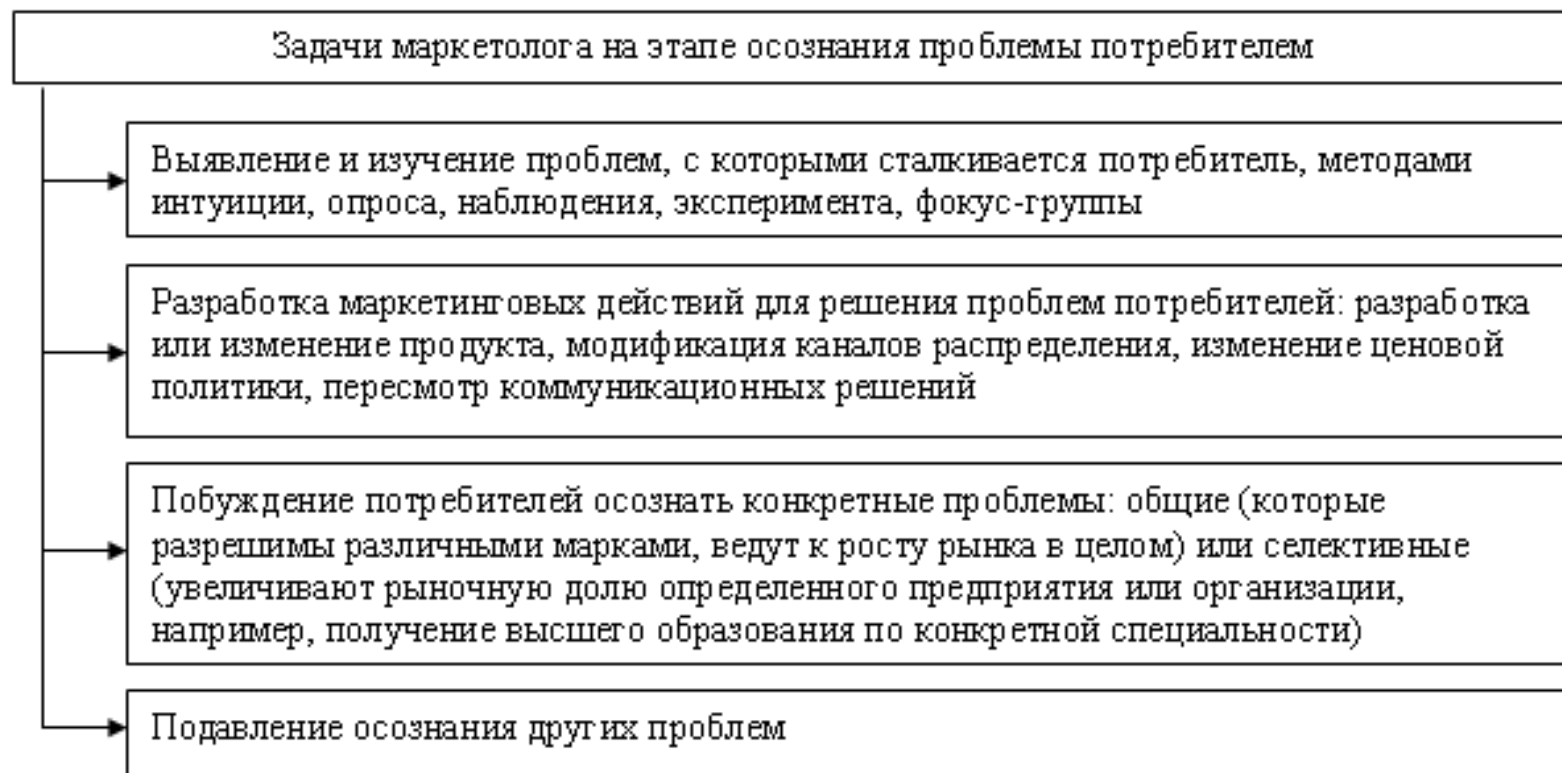 Задачи маркетолога на этапе осознания проблемы потребителем
Выявление и изучение проблем, с которыми сталкивается потребитель, методами
интуиции, опроса, наблюдения, эксперимента, фокус-группы
Разработка маркетинговых действий для решения проблем потребителей: разработка
или изменение продукта, модификация каналов распределения, изменение ценовой
политики, пересмотр коммуникационных решений
Побуждение потребителей осознать конкретные проблемы: общие (которые
разрешимы различными марками, ведут к росту рынка в целом) или селективные
(увеличивают рыночную долю определенного предприятия или организации,
например, получение высшего образования по конкретной специальности)
Подавление осознания других проблем